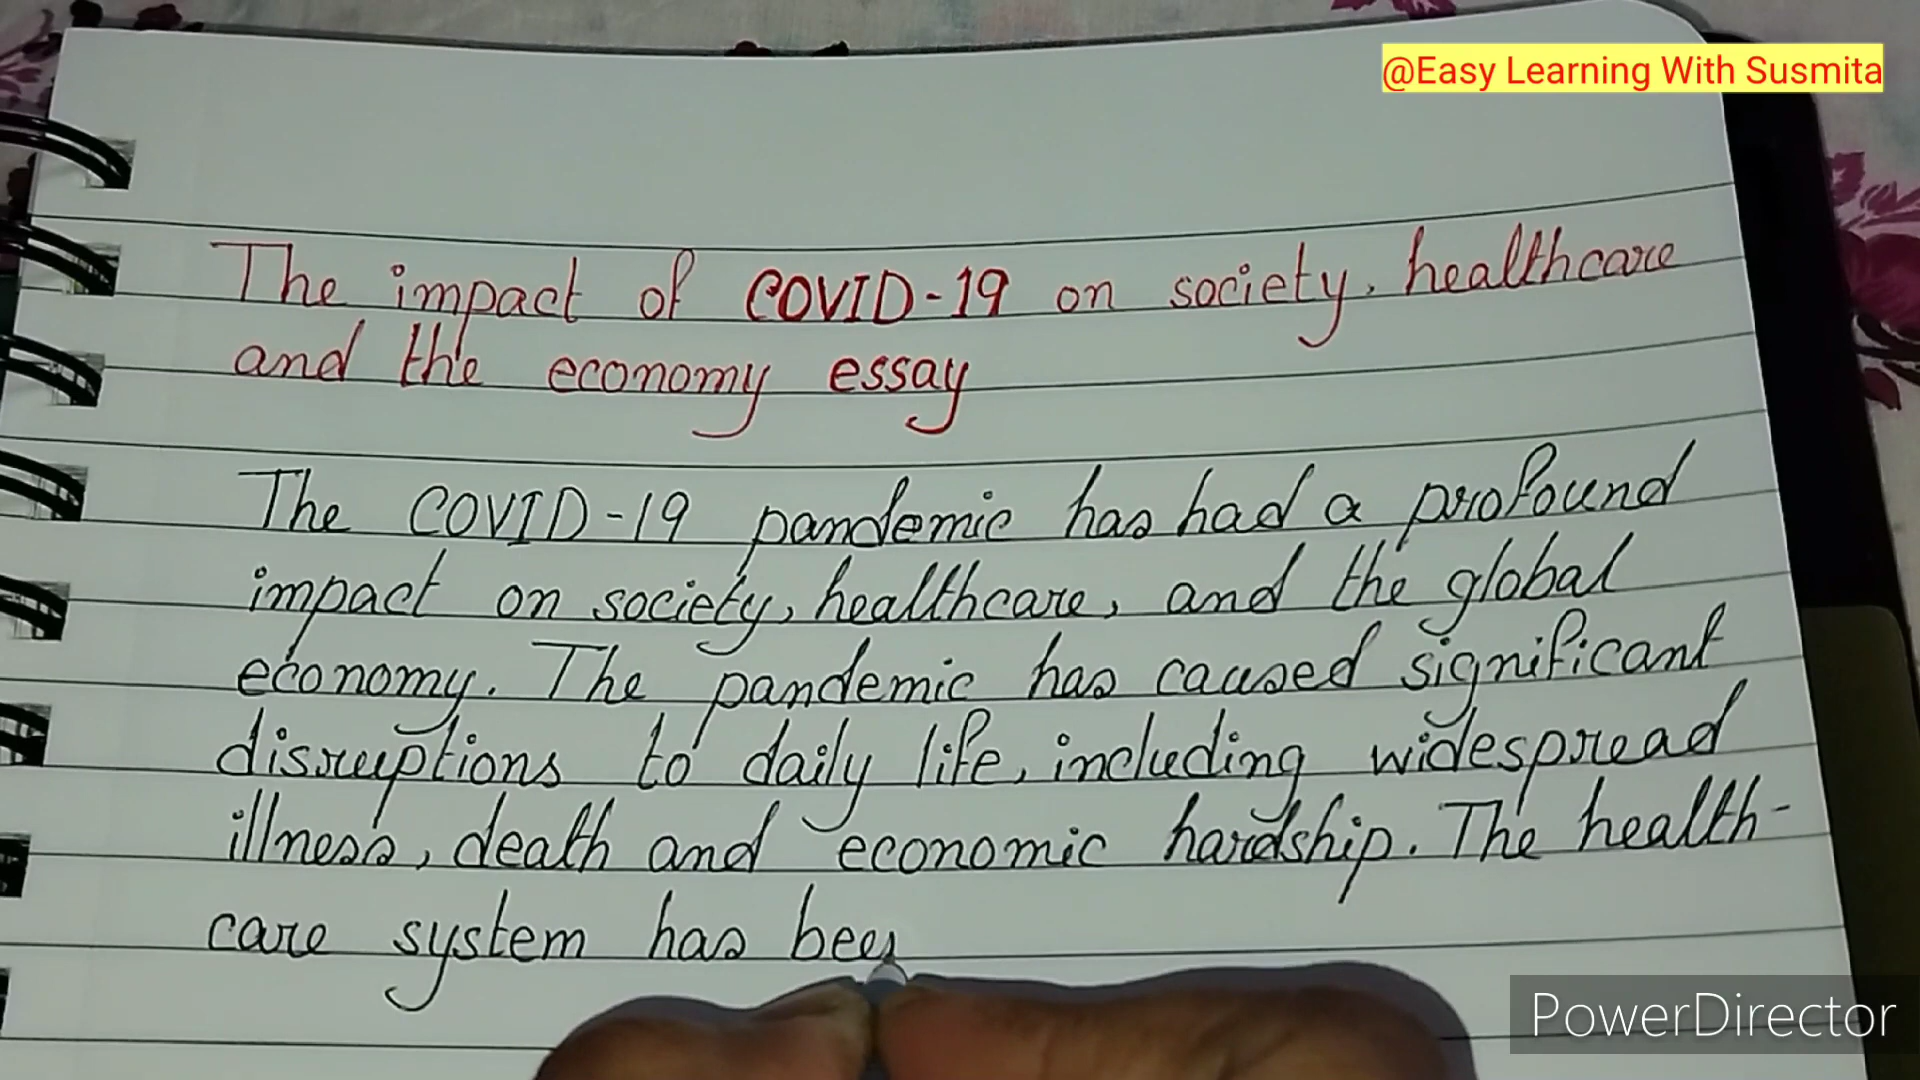 @Easy Learning With Susmita
The impact of COVID-19 on society, healthcare
and the economy essay
The COVID-19 pandemic has had a profound
impact on society, healthcare, and the global
economy. The pandemic has caused significant
disruptions to daily life, including widespread
illness, death and economic hardship. The health-
care system has been
PowerDirector